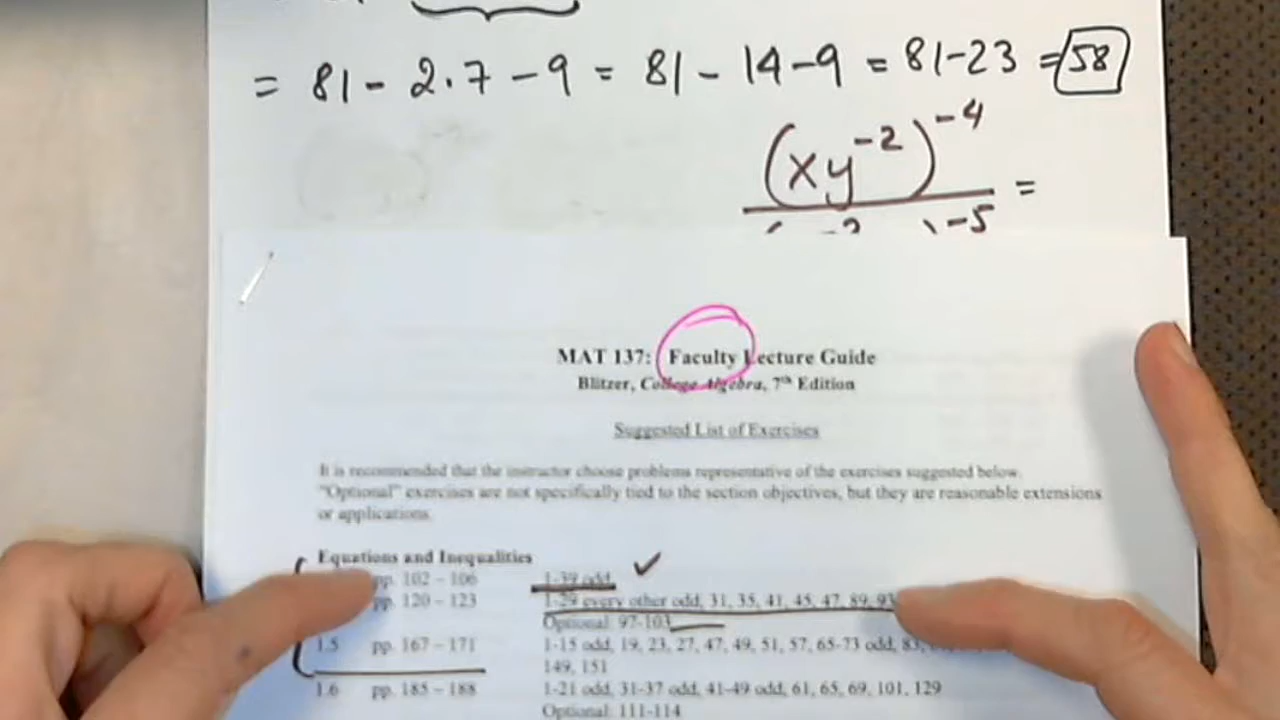 = 81 - 2.7 - 9 = 81 - 14 - 9 = 81-23 = 58
(xy⁻²)⁻⁴ =
-5
MAT 137: Faculty Lecture Guide
Blitzer, College Algebra, 7th Edition
Suggested List of Exercises
It is recommended that the instructor choose problems representative of the exercises suggested below.
"Optional" exercises are not specifically tied to the section objectives, but they are reasonable extensions
or applications.
Equations and Inequalities
pp. 102 – 106 1-39 odd
pp. 120 – 123 1-29 every other odd, 31, 35, 41, 45, 47, 89, 93
Optional: 97-103
1.5 pp. 167 – 171 1-15 odd, 19, 23, 27, 47, 49, 51, 57, 65-73 odd, 83,
149, 151
1.6 pp. 185 – 188 1-21 odd, 31-37 odd, 41-49 odd, 61, 65, 69, 101, 129
Optional: 111-114